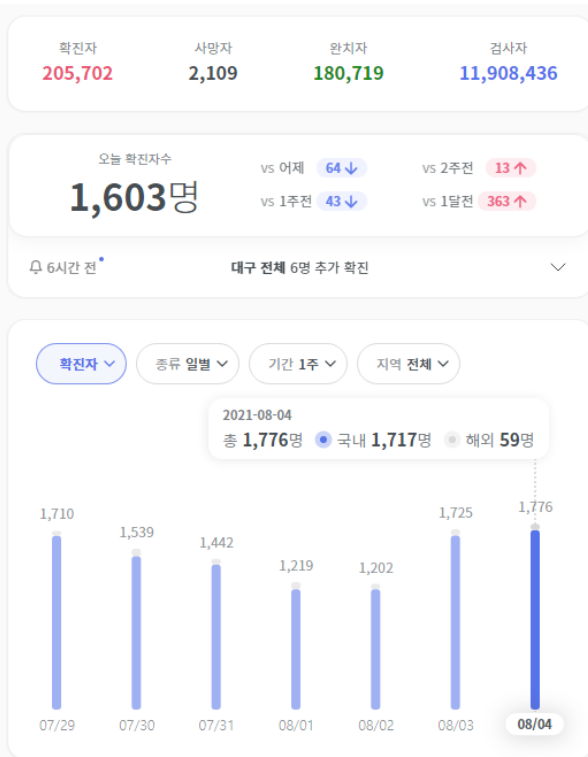 확진자 사망자 완치자 검사자
205,702 2,109 180,719 11,908,436
오늘 확진자수
1,603명
vs 어제 64↓ vs 2주전 13↑
vs 1주전 43↓ vs 1달전 363↑
6시간 전 대구 전체 6명 추가 확진
확진자 종류 일별 기간 1주 지역 전체
2021-08-04
총 1,776명 국내 1,717명 해외 59명
1,710 1,539 1,442 1,219 1,202 1,725 1,776
07/29 07/30 07/31 08/01 08/02 08/03 08/04